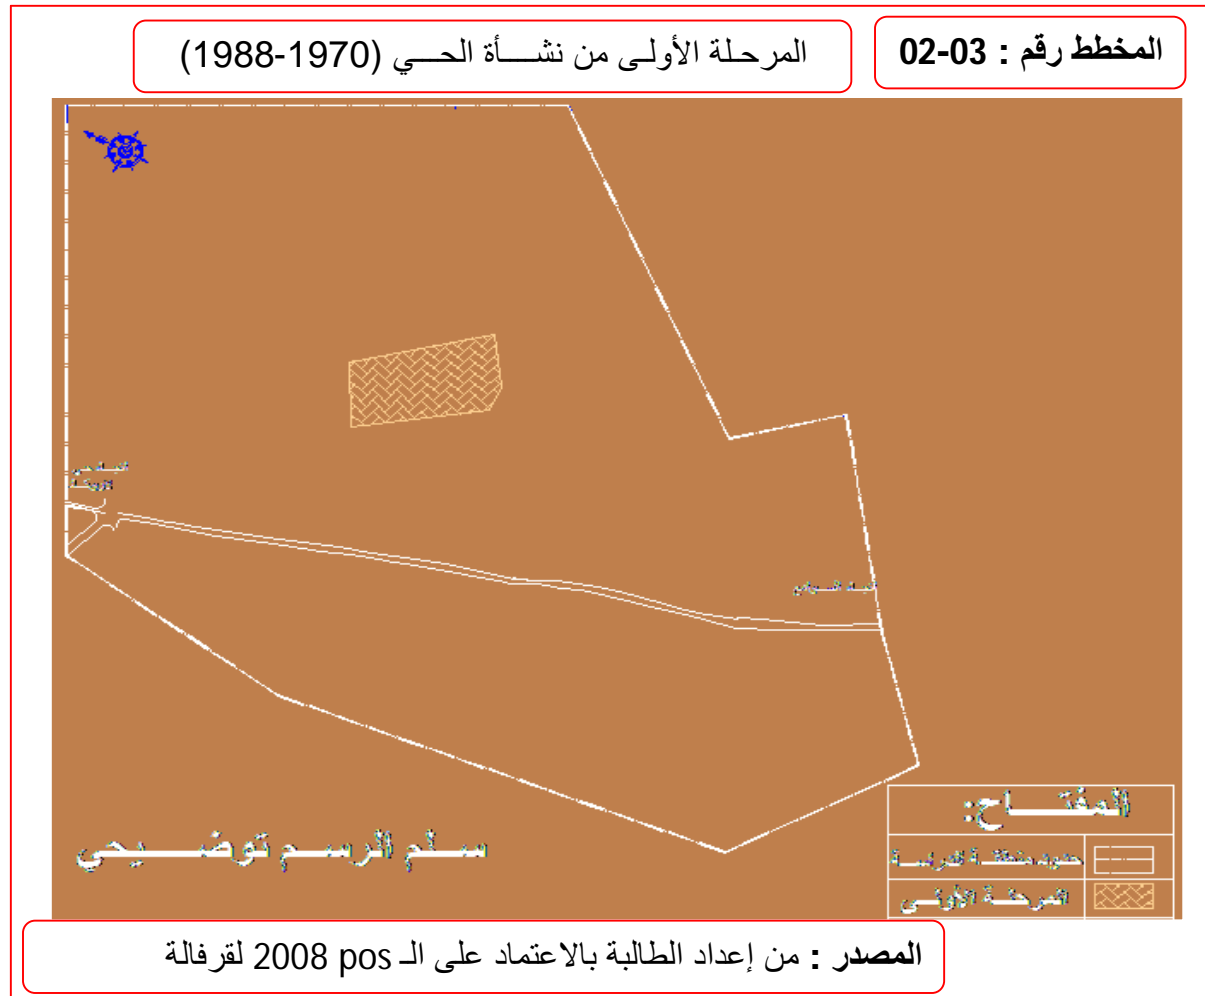 المخطط رقم : 03-02
المرحلة الأولى من نشأة الحي (1970-1988)
سلم الرسم توضيحي
المفتاح:
حدود منطقة الدراسة
المرحلة الأولى
المصدر : من إعداد الطالبة بالاعتماد على الـ pos 2008 لقرفالة